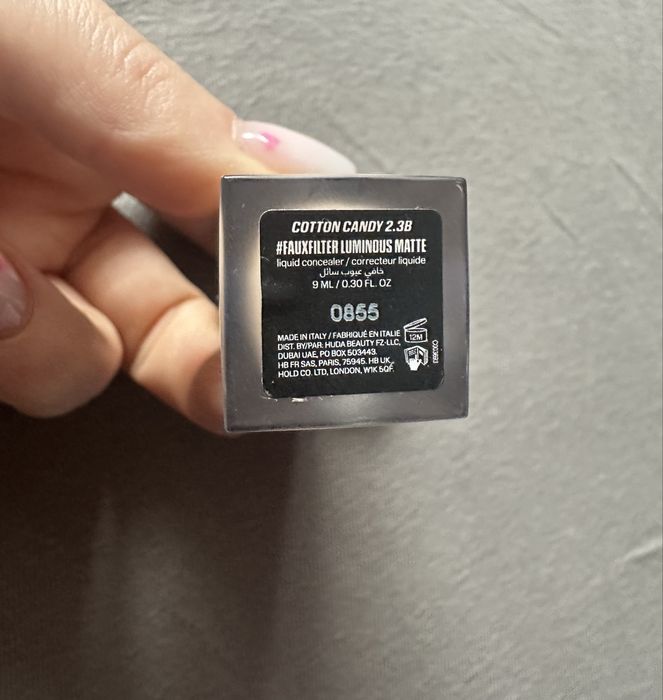 COTTON CANDY 2.3B
#FAUXFILTER LUMINOUS MATTE
liquid concealer / correcteur liquide
خافي عيوب سائل
9 ML / 0.30 FL. OZ
0855
MADE IN ITALY / FABRIQUÉ EN ITALIE
DIST. BY/PAR: HUDA BEAUTY FZ-LLC,
DUBAI UAE, PO BOX 503443.
HB FR SAS, PARIS, 75945. HB UK
HOLD CO. LTD, LONDON, W1K 5QF.
12M